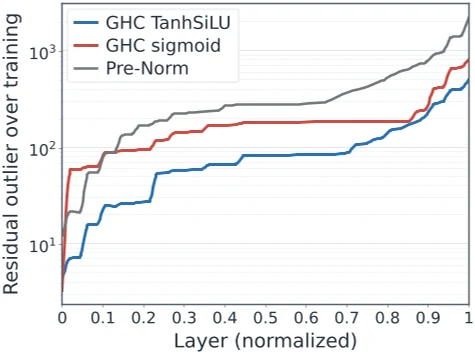 GHC TanhSiLU
GHC sigmoid
Pre-Norm
Residual outlier over training
10³
10²
10¹
0 0.1 0.2 0.3 0.4 0.5 0.6 0.7 0.8 0.9 1
Layer (normalized)